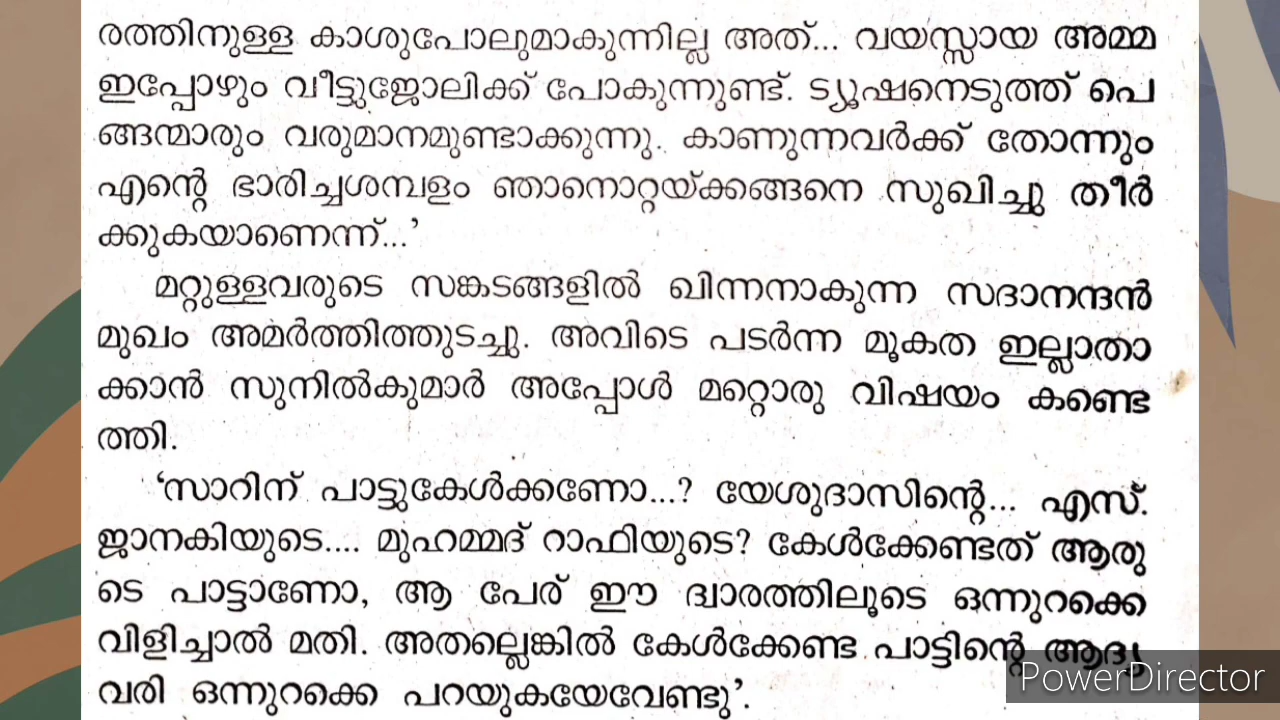 രത്തിനുള്ള കാശുപോലുമാകുന്നില്ല അത്... വയസ്സായ അമ്മ
ഇപ്പോഴും വീട്ടുജോലിക്ക് പോകുന്നുണ്ട്. ട്യൂഷനെടുത്ത് പെ
ങ്ങന്മാരും വരുമാനമുണ്ടാക്കുന്നു. കാണുന്നവർക്ക് തോന്നും
എന്റെ ഭാരിച്ചശമ്പളം ഞാനൊറ്റയ്ക്കങ്ങനെ സുഖിച്ചു തീർ
ക്കുകയാണെന്ന്...’
മറ്റുള്ളവരുടെ സങ്കടങ്ങളിൽ ഖിന്നനാകുന്ന സദാനന്ദൻ
മുഖം അമർത്തിത്തുടച്ചു. അവിടെ പടർന്ന മൂകത ഇല്ലാതാ
ക്കാൻ സുനിൽകുമാർ അപ്പോൾ മറ്റൊരു വിഷയം കണ്ടെ
ത്തി.
‘സാറിന് പാട്ടുകേൾക്കണോ...? യേശുദാസിന്റെ... എസ്.
ജാനകിയുടെ.... മുഹമ്മദ് റാഫിയുടെ? കേൾക്കേണ്ടത് ആരു
ടെ പാട്ടാണോ, ആ പേര് ഈ ദ്വാരത്തിലൂടെ ഒന്നുറക്കെ
വിളിച്ചാൽ മതി. അതല്ലെങ്കിൽ കേൾക്കേണ്ട പാട്ടിന്റെ ആദ്യ
വരി ഒന്നുറക്കെ പറയുകയേവേണ്ടു’.
PowerDirector